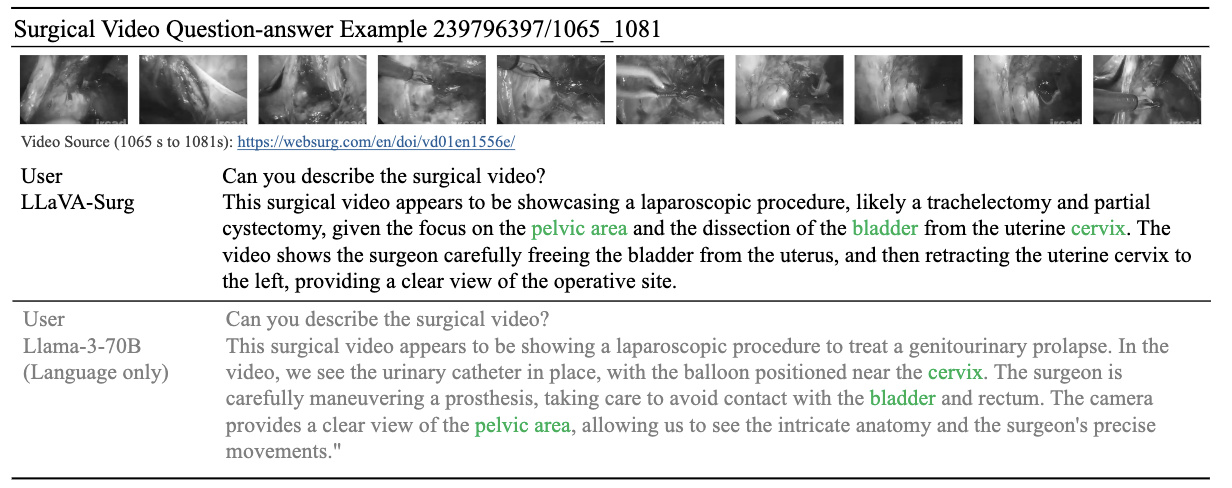 Surgical Video Question-answer Example 239796397/1065_1081
Video Source (1065 s to 1081s): https://websurg.com/en/doi/vd01en1556e/
User Can you describe the surgical video?
LLaVA-Surg This surgical video appears to be showcasing a laparoscopic procedure, likely a trachelectomy and partial
cystectomy, given the focus on the pelvic area and the dissection of the bladder from the uterine cervix. The
video shows the surgeon carefully freeing the bladder from the uterus, and then retracting the uterine cervix to
the left, providing a clear view of the operative site.
User Can you describe the surgical video?
Llama-3-70B This surgical video appears to be showing a laparoscopic procedure to treat a genitourinary prolapse. In the
(Language only) video, we see the urinary catheter in place, with the balloon positioned near the cervix. The surgeon is
carefully maneuvering a prosthesis, taking care to avoid contact with the bladder and rectum. The camera
provides a clear view of the pelvic area, allowing us to see the intricate anatomy and the surgeon's precise
movements."